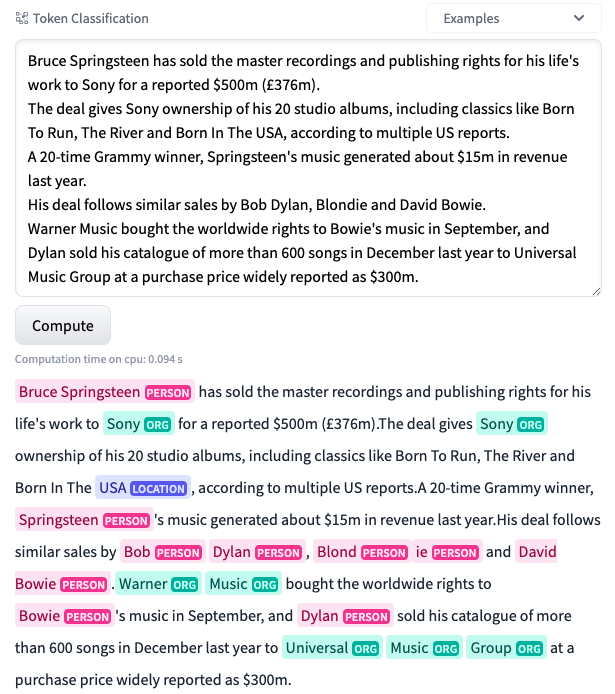 Token Classification
Examples
Bruce Springsteen has sold the master recordings and publishing rights for his life's
work to Sony for a reported $500m (£376m).
The deal gives Sony ownership of his 20 studio albums, including classics like Born
To Run, The River and Born In The USA, according to multiple US reports.
A 20-time Grammy winner, Springsteen's music generated about $15m in revenue
last year.
His deal follows similar sales by Bob Dylan, Blondie and David Bowie.
Warner Music bought the worldwide rights to Bowie's music in September, and
Dylan sold his catalogue of more than 600 songs in December last year to Universal
Music Group at a purchase price widely reported as $300m.
Compute
Computation time on cpu: 0.094 s
Bruce Springsteen PERSON has sold the master recordings and publishing rights for his
life's work to Sony ORG for a reported $500m (£376m).The deal gives Sony ORG
ownership of his 20 studio albums, including classics like Born To Run, The River and
Born In The USA LOCATION , according to multiple US reports.A 20-time Grammy winner,
Springsteen PERSON 's music generated about $15m in revenue last year.His deal follows
similar sales by Bob PERSON Dylan PERSON , Blond PERSON ie PERSON and David
Bowie PERSON . Warner ORG Music ORG bought the worldwide rights to
Bowie PERSON 's music in September, and Dylan PERSON sold his catalogue of more
than 600 songs in December last year to Universal ORG Music ORG Group ORG at a
purchase price widely reported as $300m.